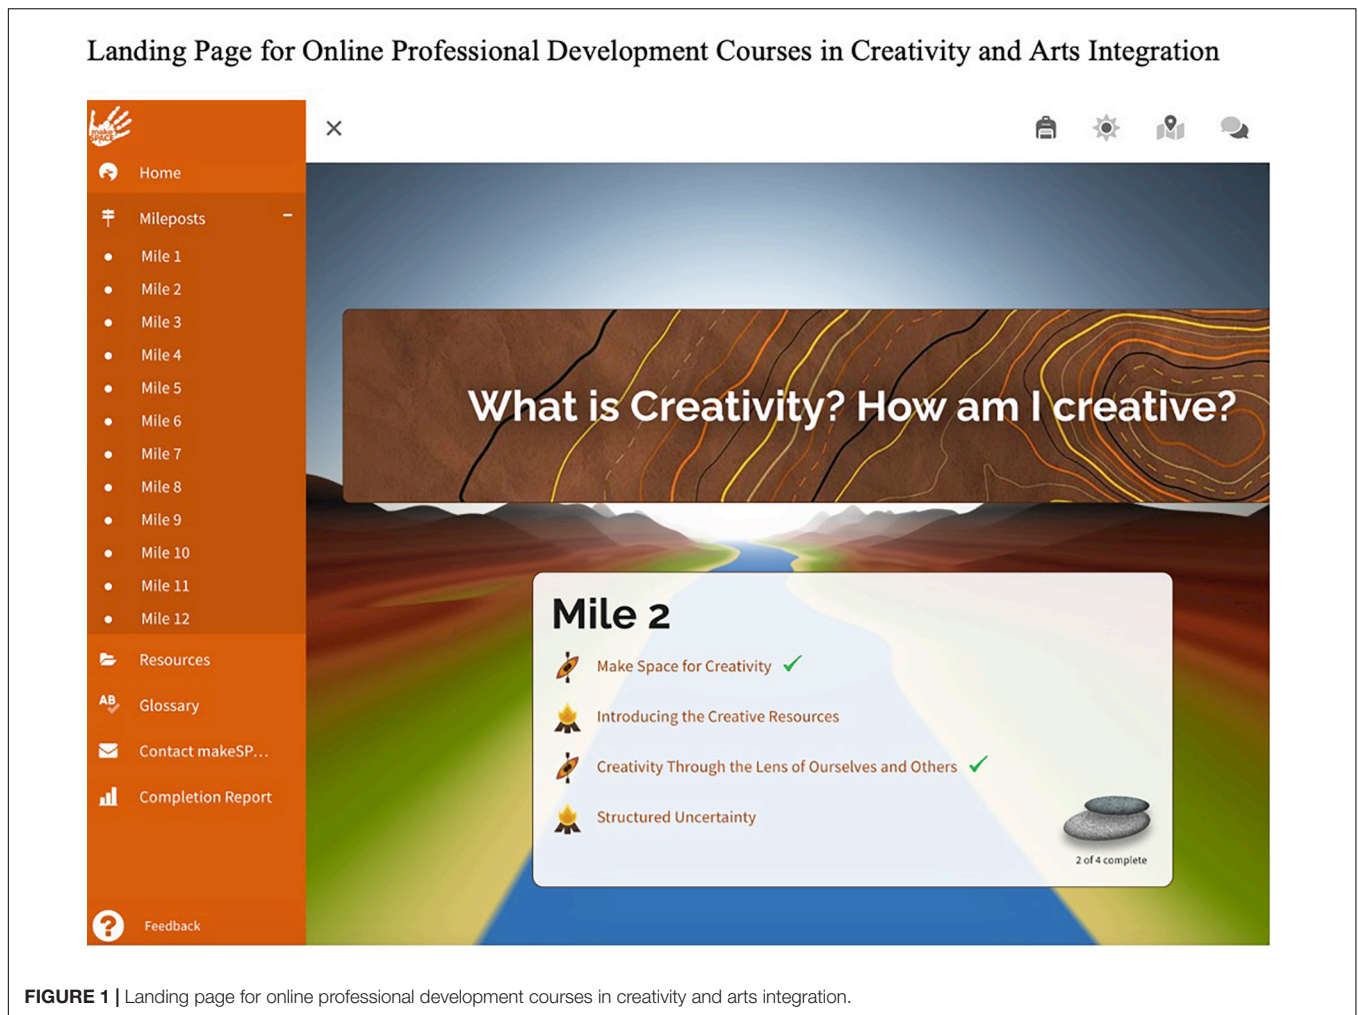 Landing Page for Online Professional Development Courses in Creativity and Arts Integration
make
SPACE
Home
Mileposts
Mile 1
Mile 2
Mile 3
Mile 4
Mile 5
Mile 6
Mile 7
Mile 8
Mile 9
Mile 10
Mile 11
Mile 12
Resources
AB
Glossary
Contact makeSP...
Completion Report
? Feedback
What is Creativity? How am I creative?
Mile 2
Make Space for Creativity
Introducing the Creative Resources
Creativity Through the Lens of Ourselves and Others
Structured Uncertainty
2 of 4 complete
FIGURE 1 | Landing page for online professional development courses in creativity and arts integration.